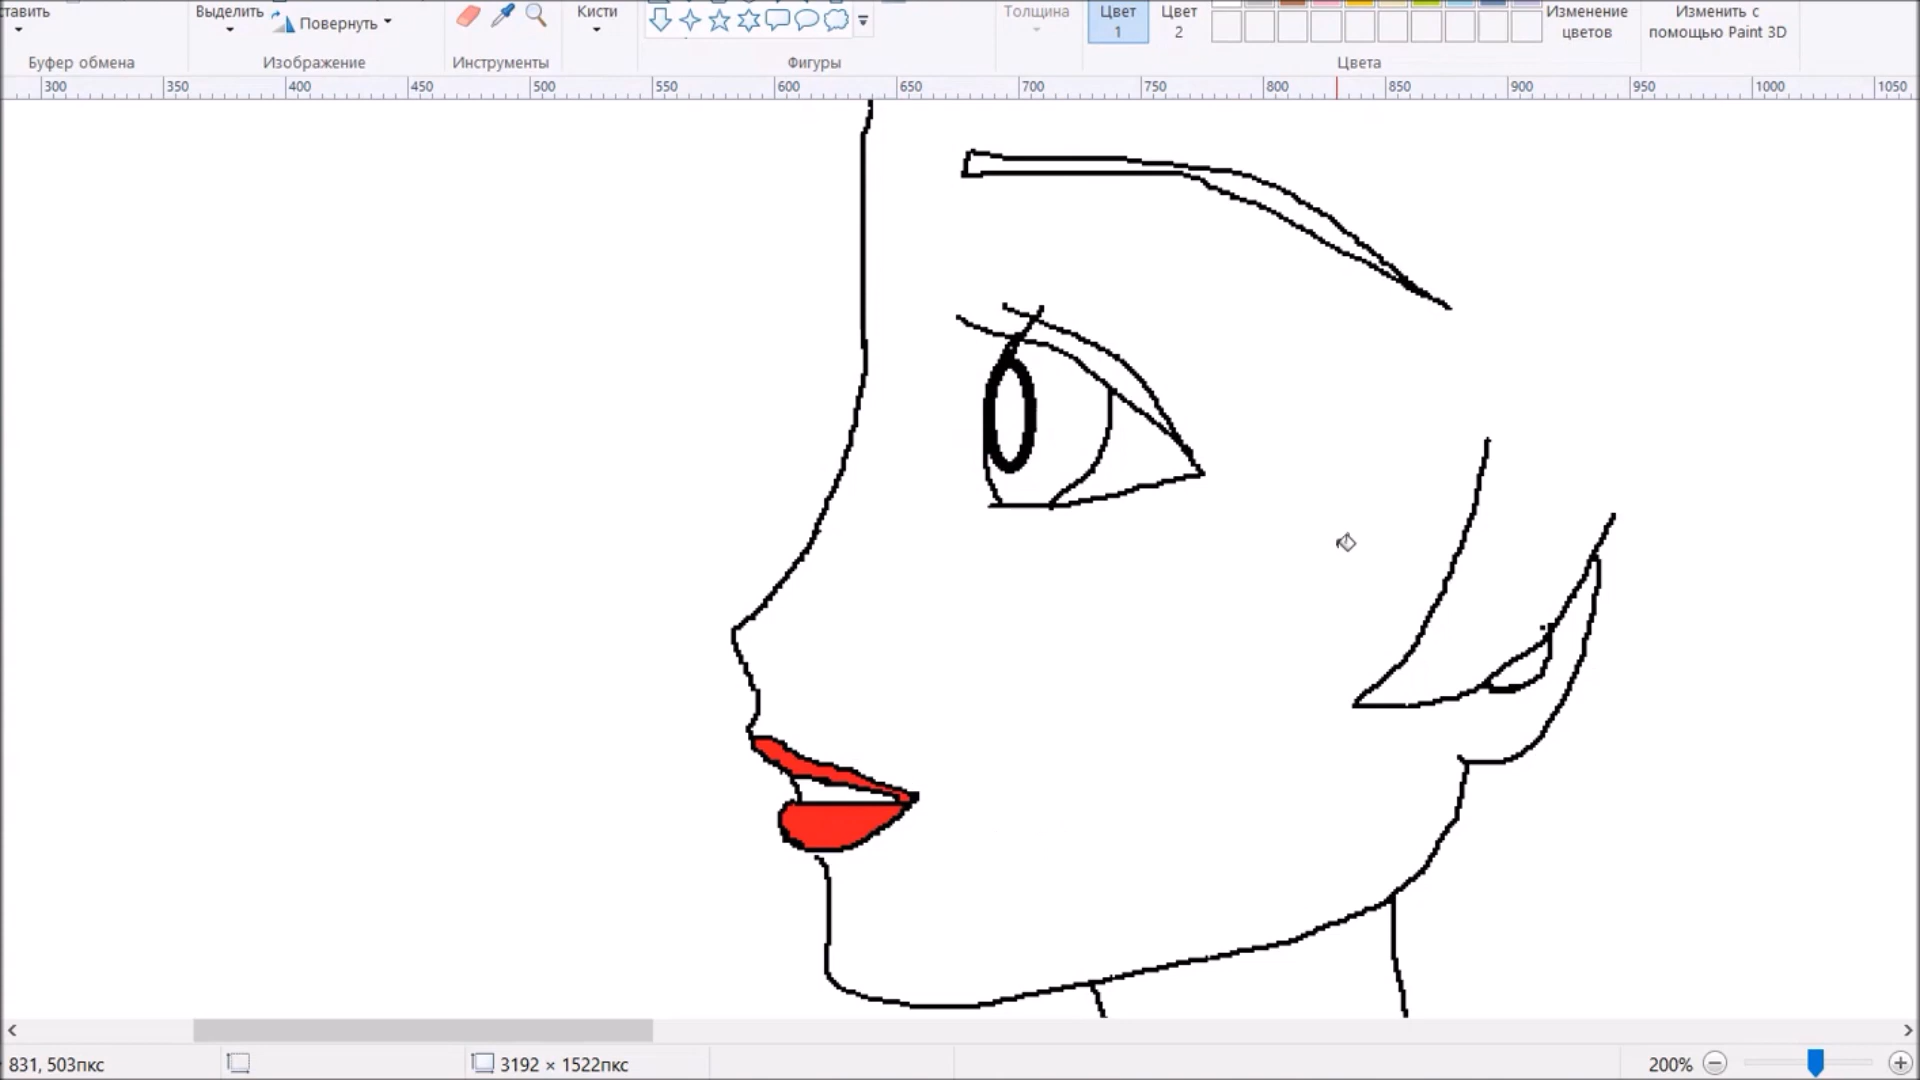 ставить
Выделить
Повернуть
Кисти
Толщина
Цвет
1
Цвет
2
Изменение
цветов
Изменить с
помощью Paint 3D
Буфер обмена
Изображение
Инструменты
Фигуры
Цвета
300 350 400 450 500 550 600 650 700 750 800 850 900 950 1000 1050
831, 503пкс
3192 × 1522пкс
200%